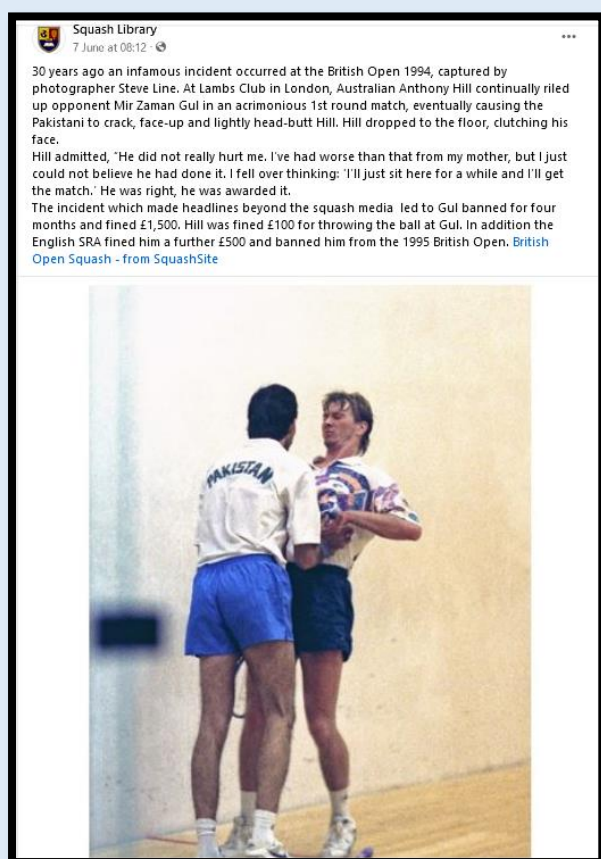 Squash Library
7 June at 08:12 ·
30 years ago an infamous incident occurred at the British Open 1994, captured by
photographer Steve Line. At Lambs Club in London, Australian Anthony Hill continually riled
up opponent Mir Zaman Gul in an acrimonious 1st round match, eventually causing the
Pakistani to crack, face-up and lightly head-butt Hill. Hill dropped to the floor, clutching his
face.
Hill admitted, "He did not really hurt me. I've had worse than that from my mother, but I just
could not believe he had done it. I fell over thinking: 'I'll just sit here for a while and I'll get
the match.' He was right, he was awarded it.
The incident which made headlines beyond the squash media led to Gul banned for four
months and fined £1,500. Hill was fined £100 for throwing the ball at Gul. In addition the
English SRA fined him a further £500 and banned him from the 1995 British Open. British
Open Squash - from SquashSite
PAKISTAN